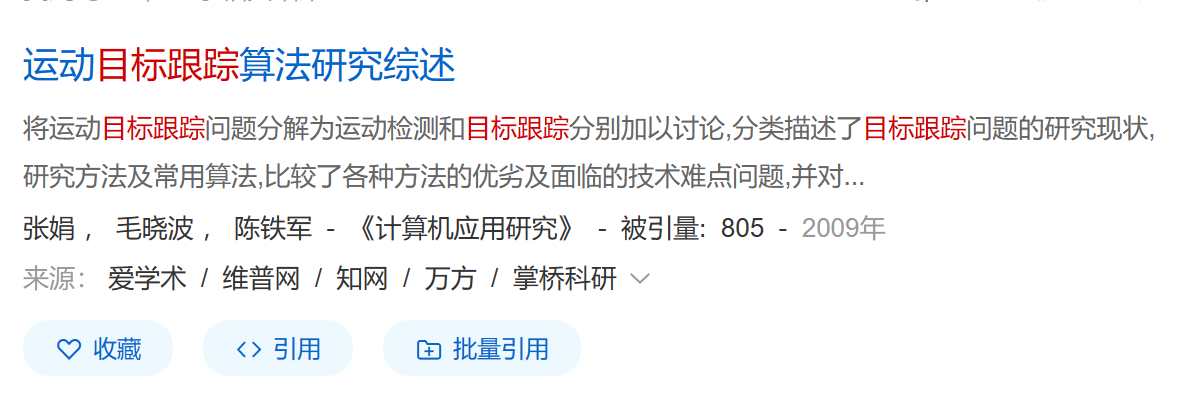 运动目标跟踪算法研究综述
将运动目标跟踪问题分解为运动检测和目标跟踪分别加以讨论,分类描述了目标跟踪问题的研究现状,
研究方法及常用算法,比较了各种方法的优劣及面临的技术难点问题,并对...
张娟， 毛晓波， 陈铁军 - 《计算机应用研究》 - 被引量: 805 - 2009年
来源： 爱学术 / 维普网 / 知网 / 万方 / 掌桥科研
收藏 引用 批量引用